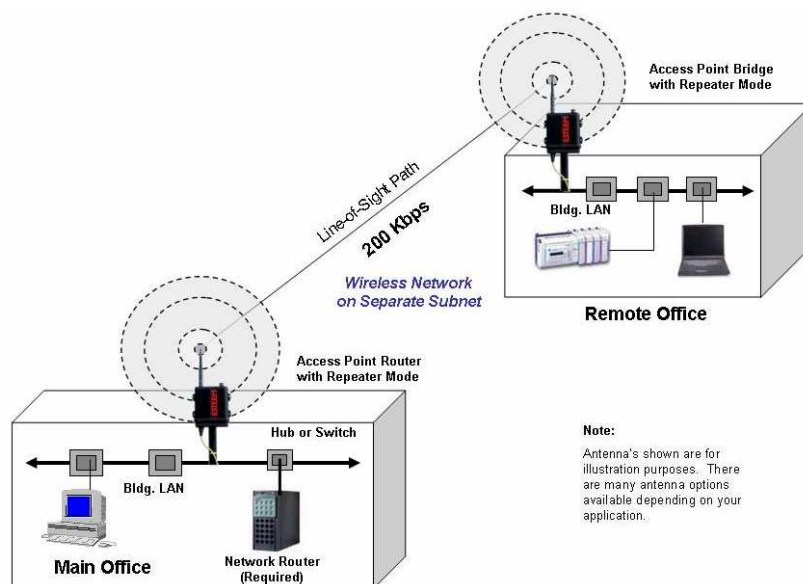 Access Point Bridge
with Repeater Mode
ESTEEM
Bldg. LAN
Line-of-Sight Path
200 Kbps
Wireless Network
on Separate Subnet
Remote Office
Access Point Router
with Repeater Mode
ESTEEM
Hub or Switch
Bldg. LAN
Main Office
Network Router
(Required)
Note:
Antenna's shown are for
illustration purposes. There
are many antenna options
available depending on your
application.